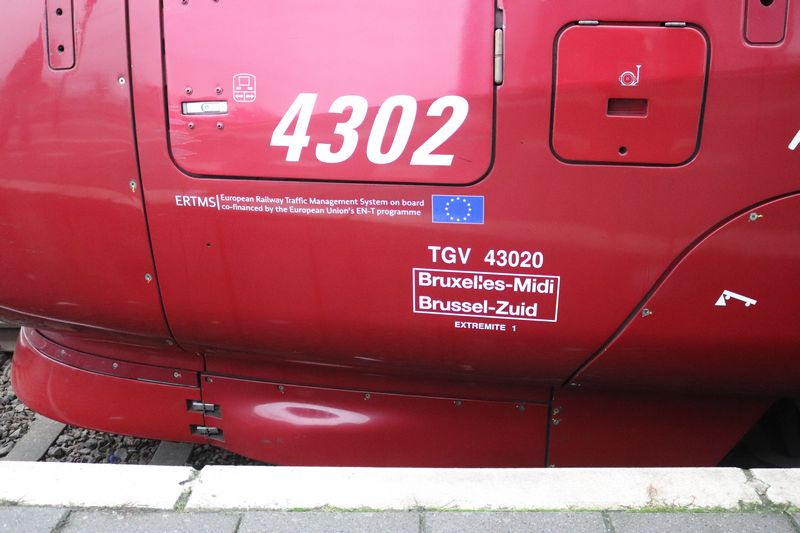 4302
ERTMS European Railway Traffic Management System on board
co-financed by the European Union's EN-T programme
TGV 43020
Bruxelles-Midi
Brussel-Zuid
EXTREMITE 1